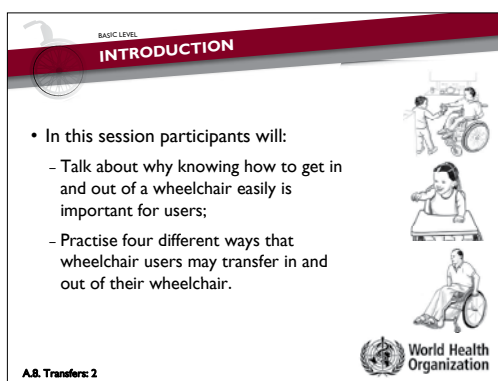 BASIC LEVEL
INTRODUCTION
• In this session participants will:
– Talk about why knowing how to get in
and out of a wheelchair easily is
important for users;
– Practise four different ways that
wheelchair users may transfer in and
out of their wheelchair.
A.8. Transfers: 2
World Health
Organization